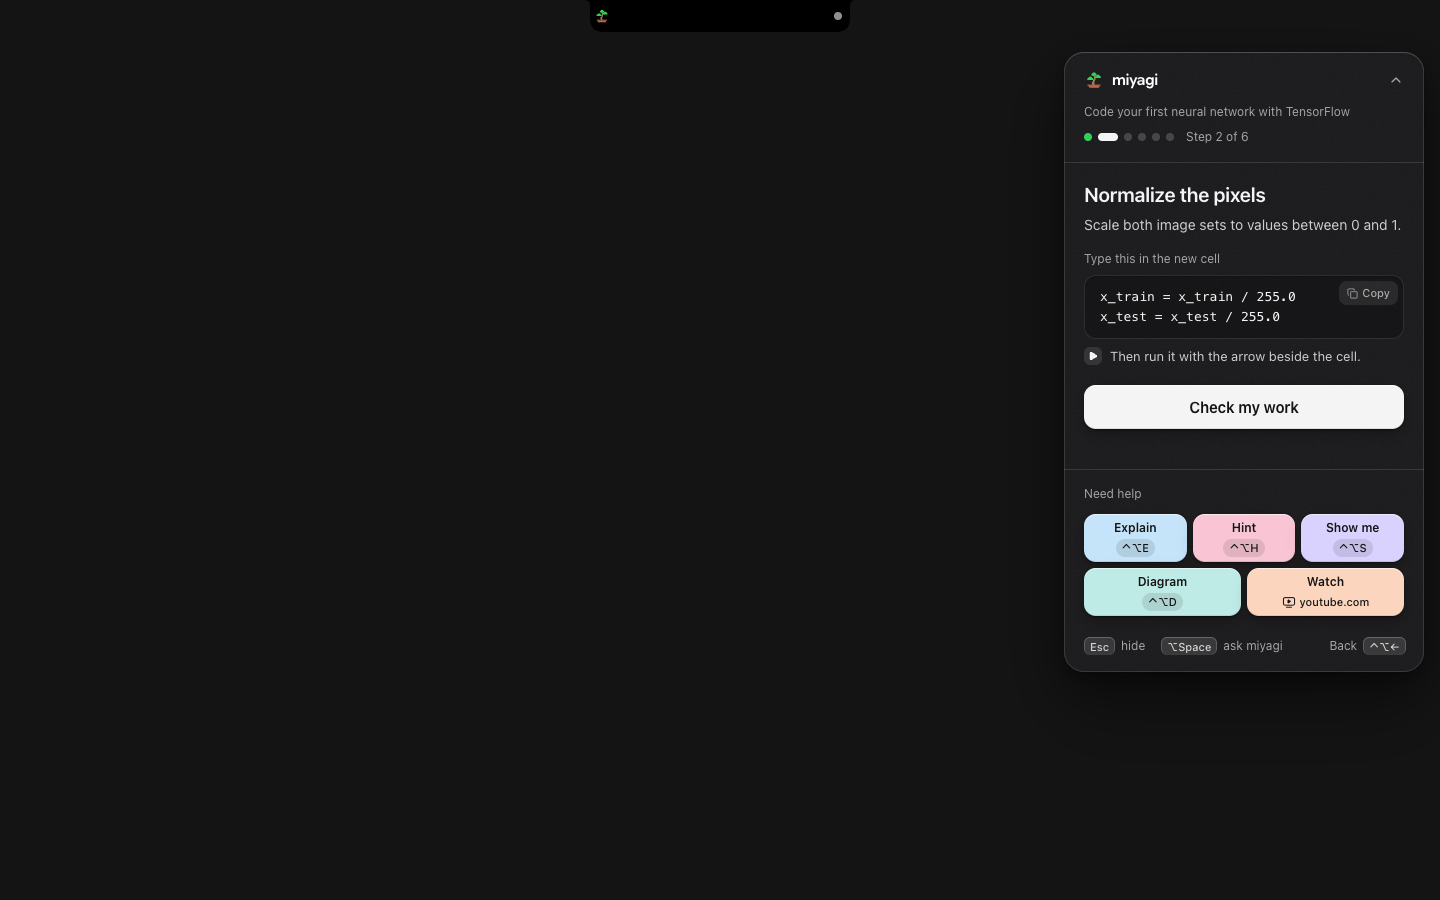 miyagi
Code your first neural network with TensorFlow
Step 2 of 6
Normalize the pixels
Scale both image sets to values between 0 and 1.
Type this in the new cell
x_train = x_train / 255.0
x_test = x_test / 255.0
Copy
Then run it with the arrow beside the cell.
Check my work
Need help
Explain Hint Show me
⌃⌥E ⌃⌥H ⌃⌥S
Diagram Watch
⌃⌥D youtube.com
Esc hide ⌥Space ask miyagi Back ⌃⌥←